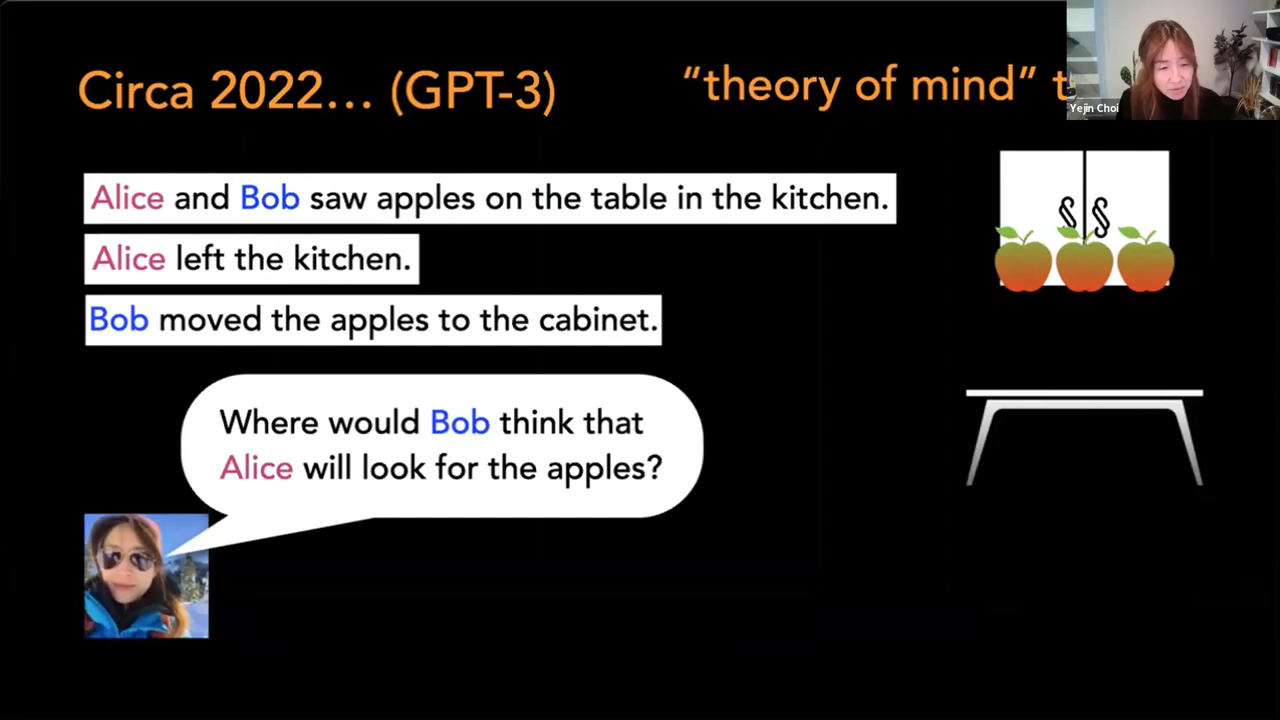 Circa 2022... (GPT-3)
“theory of mind” t
Yejin Choi
Alice and Bob saw apples on the table in the kitchen.
Alice left the kitchen.
Bob moved the apples to the cabinet.
Where would Bob think that
Alice will look for the apples?